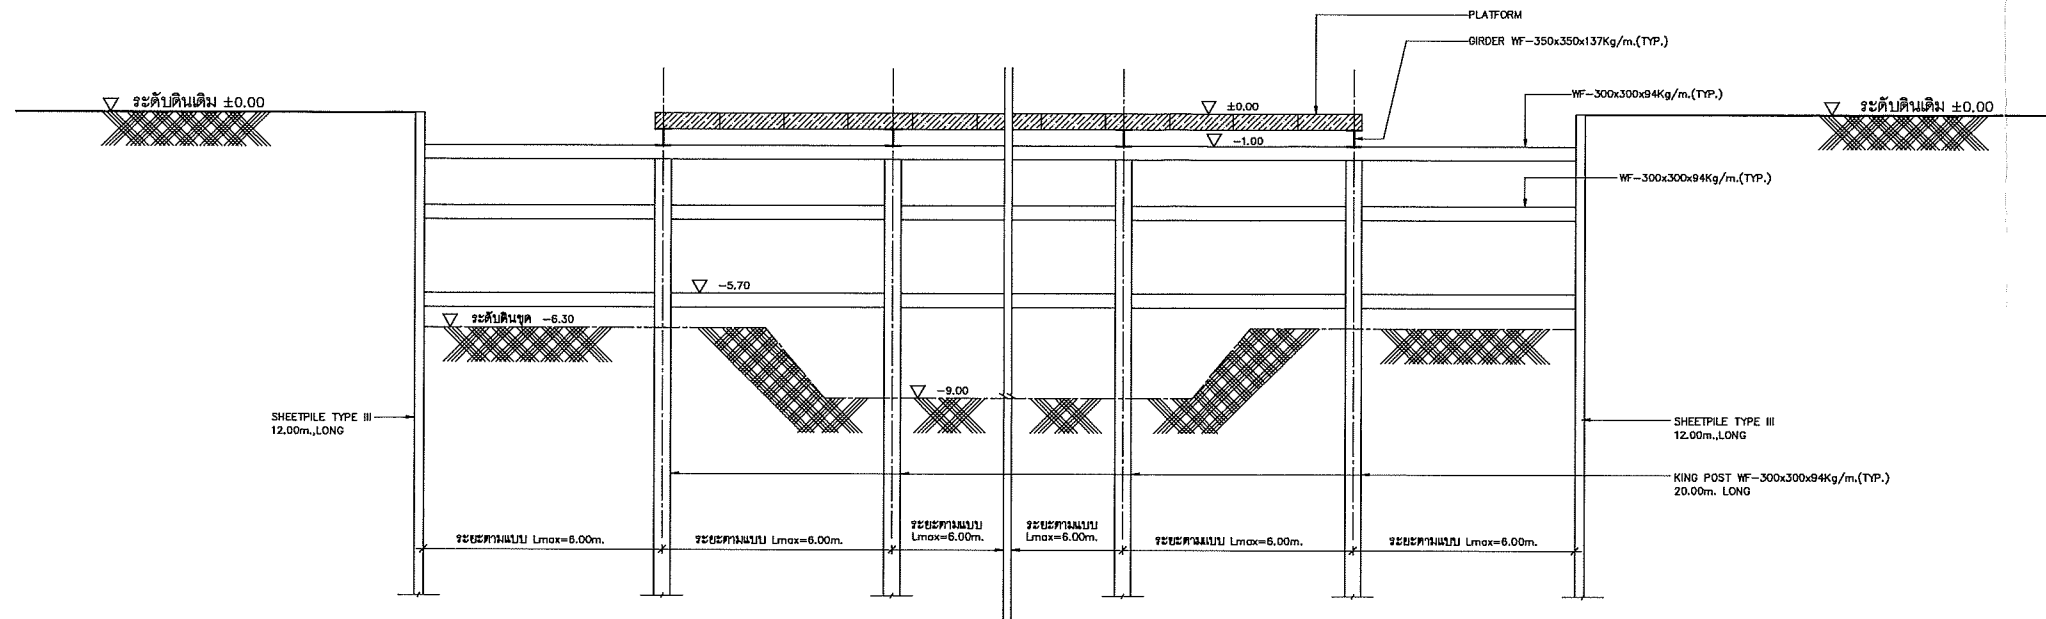 PLATFORM
GIRDER WF-350x350x137Kg/m.(TYP.)
WF-300x300x94Kg/m.(TYP.)
ระดับดินเดิม ±0.00
±0.00
ระดับดินเดิม ±0.00
-1.00
WF-300x300x94Kg/m.(TYP.)
-5.70
ระดับดินขุด -6.30
-9.00
SHEETPILE TYPE III
12.00m.,LONG
SHEETPILE TYPE III
12.00m.,LONG
KING POST WF-300x300x94Kg/m.(TYP.)
20.00m. LONG
ระยะตามแบบ Lmax=6.00m.
ระยะตามแบบ Lmax=6.00m.
ระยะตามแบบ
Lmax=6.00m.
ระยะตามแบบ
Lmax=6.00m.
ระยะตามแบบ Lmax=6.00m.
ระยะตามแบบ Lmax=6.00m.